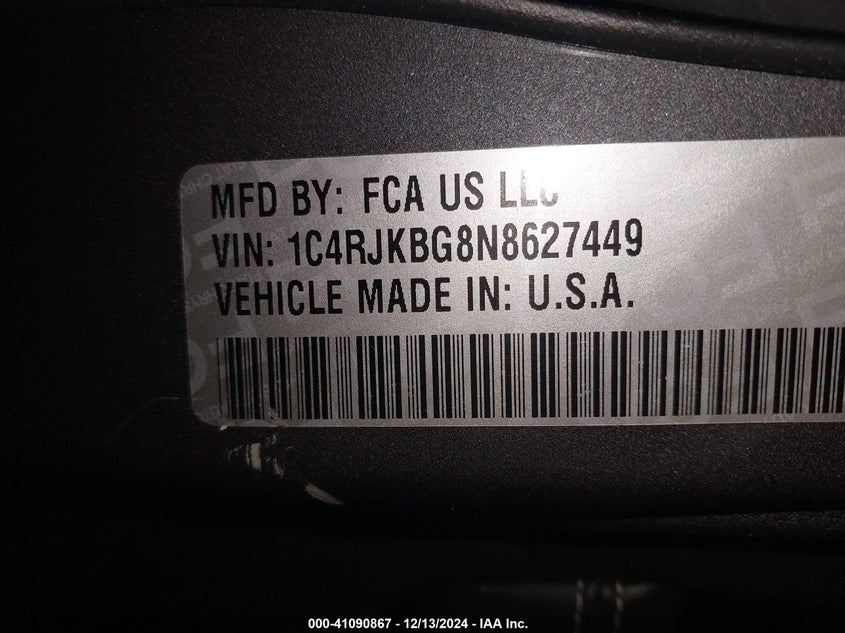 MFD BY: FCA US LLC
VIN: 1C4RJKBG8N8627449
VEHICLE MADE IN: U.S.A.
000-41090867 - 12/13/2024 - IAA Inc.